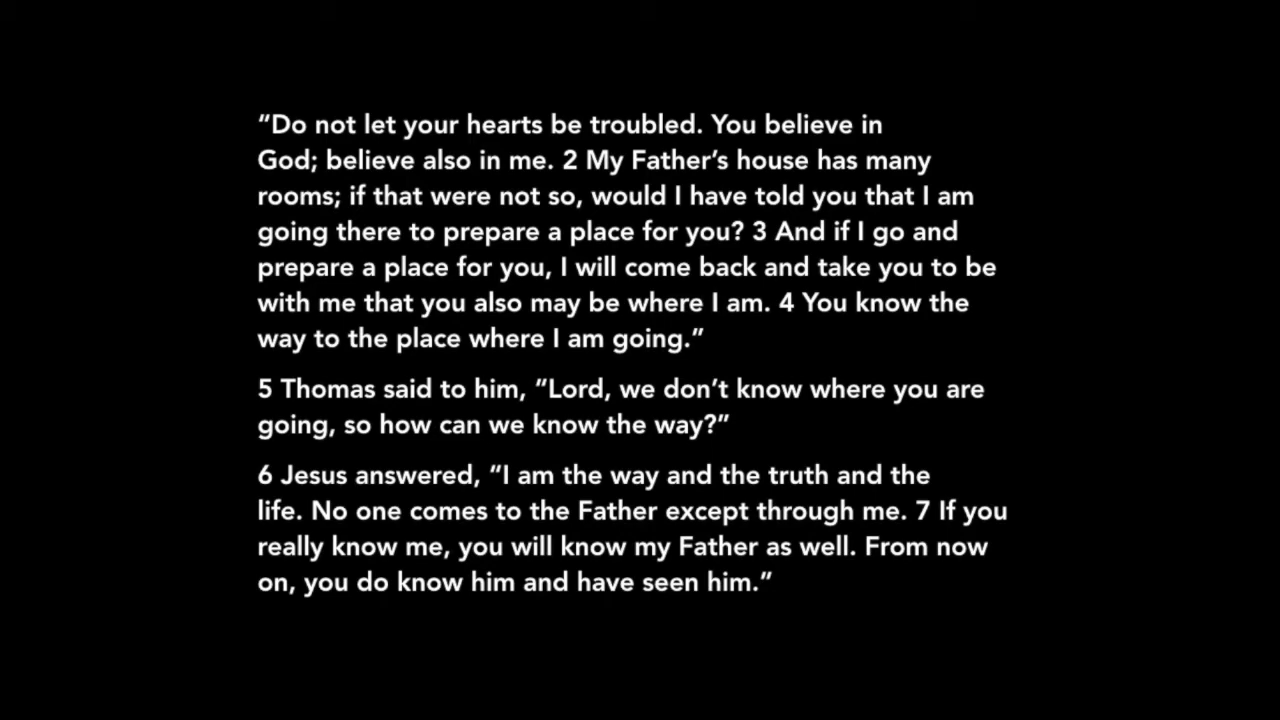 “Do not let your hearts be troubled. You believe in
God; believe also in me. 2 My Father’s house has many
rooms; if that were not so, would I have told you that I am
going there to prepare a place for you? 3 And if I go and
prepare a place for you, I will come back and take you to be
with me that you also may be where I am. 4 You know the
way to the place where I am going.”
5 Thomas said to him, “Lord, we don’t know where you are
going, so how can we know the way?”
6 Jesus answered, “I am the way and the truth and the
life. No one comes to the Father except through me. 7 If you
really know me, you will know my Father as well. From now
on, you do know him and have seen him.”